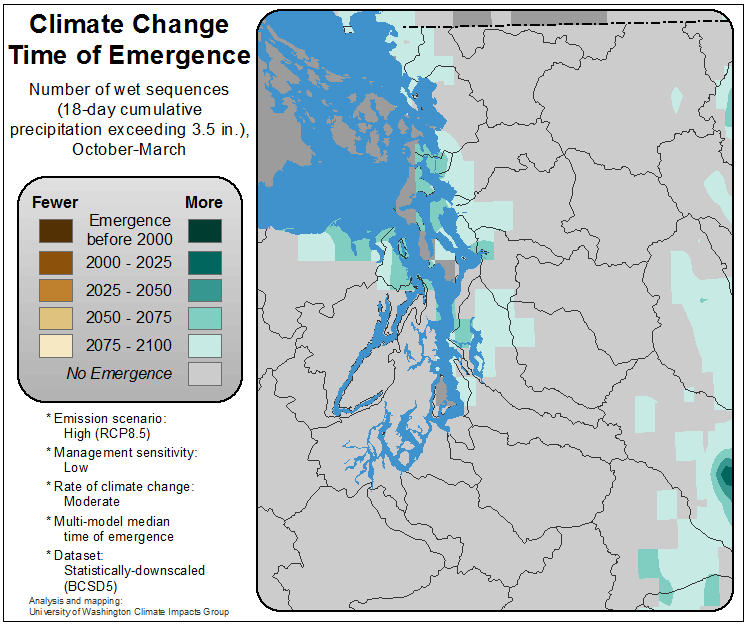 Climate Change
Time of Emergence
Number of wet sequences
(18-day cumulative
precipitation exceeding 3.5 in.),
October-March
Fewer More
Emergence
before 2000
2000 - 2025
2025 - 2050
2050 - 2075
2075 - 2100
No Emergence
* Emission scenario:
High (RCP8.5)
* Management sensitivity:
Low
* Rate of climate change:
Moderate
* Multi-model median
time of emergence
* Dataset:
Statistically-downscaled
(BCSD5)
Analysis and mapping:
University of Washington Climate Impacts Group